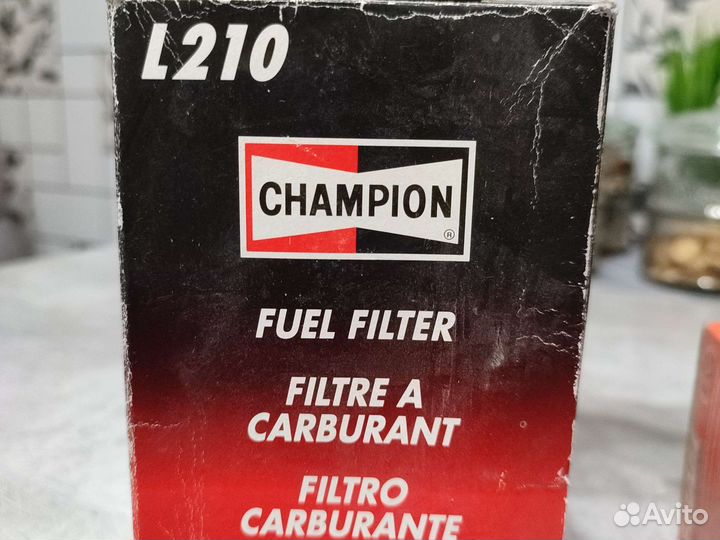 L210
CHAMPION
®
FUEL FILTER
FILTRE A
CARBURANT
FILTRO
CARBURANTE
Avito